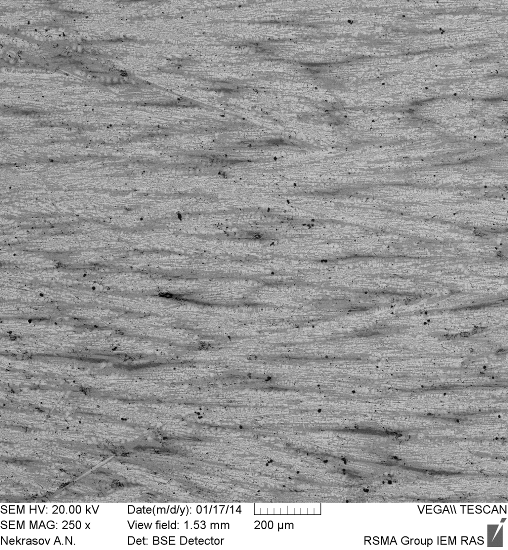 SEM HV: 20.00 kV Date(m/d/y): 01/17/14 VEGA\\ TESCAN
SEM MAG: 250 x View field: 1.53 mm 200 µm
Nekrasov A.N. Det: BSE Detector RSMA Group IEM RAS